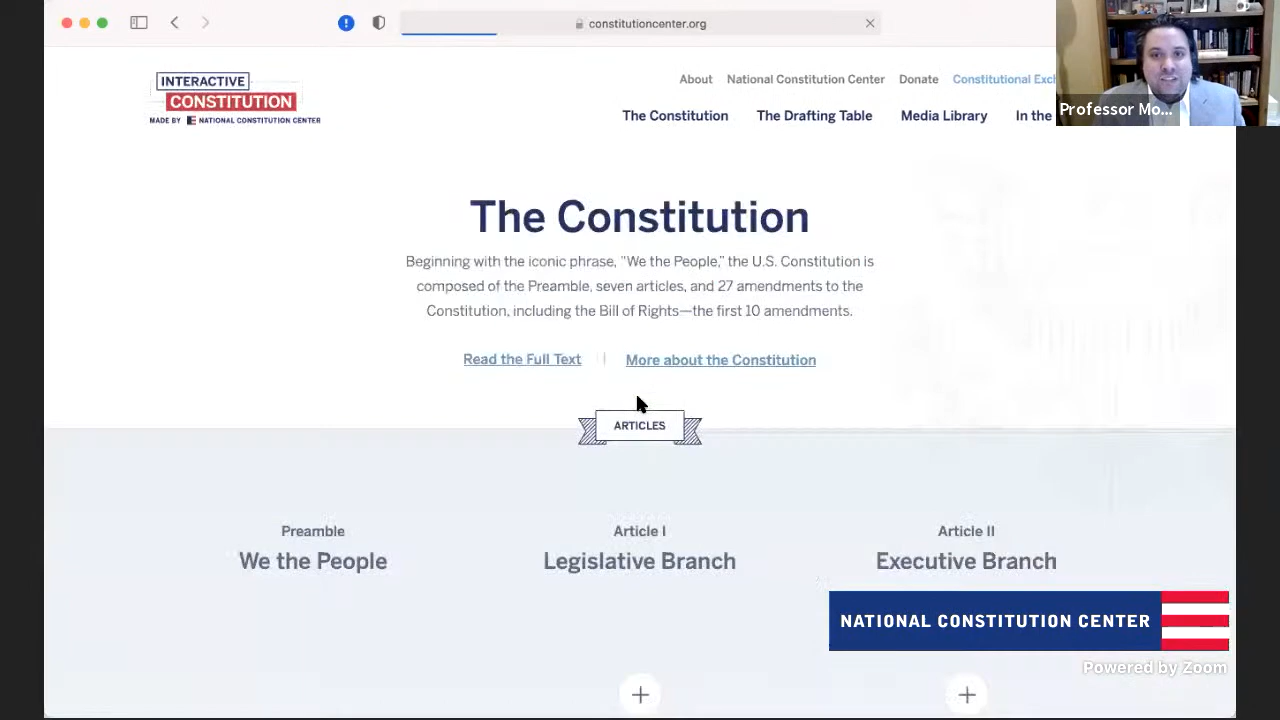 constitutioncenter.org
INTERACTIVE
CONSTITUTION
MADE BY NATIONAL CONSTITUTION CENTER
About National Constitution Center Donate Constitutional Exch
The Constitution The Drafting Table Media Library In the
Professor Mo...
The Constitution
Beginning with the iconic phrase, "We the People," the U.S. Constitution is
composed of the Preamble, seven articles, and 27 amendments to the
Constitution, including the Bill of Rights—the first 10 amendments.
Read the Full Text | More about the Constitution
ARTICLES
Preamble
We the People
Article I
Legislative Branch
Article II
Executive Branch
NATIONAL CONSTITUTION CENTER
Powered by Zoom